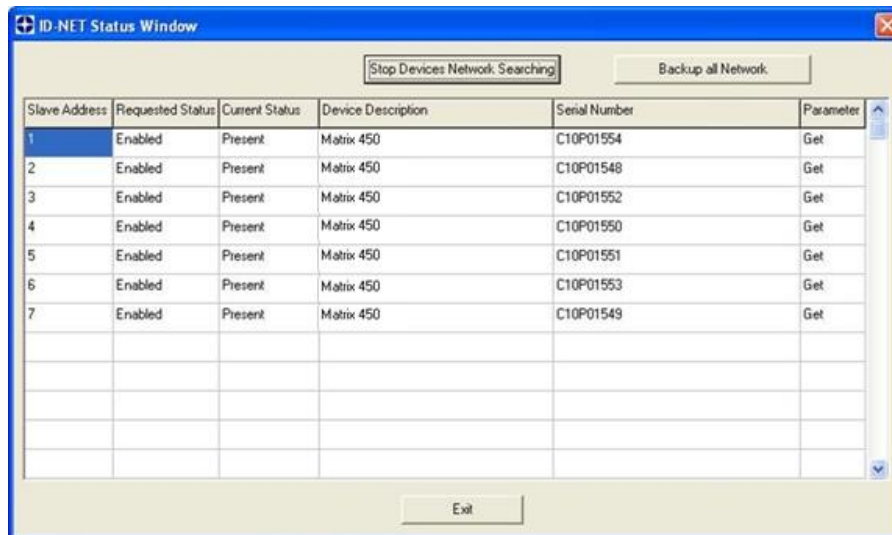 ID-NET Status Window
Stop Devices Network Searching Backup all Network
Slave Address Requested Status Current Status Device Description Serial Number Parameter
1 Enabled Present Matrix 450 C10P01554 Get
2 Enabled Present Matrix 450 C10P01548 Get
3 Enabled Present Matrix 450 C10P01552 Get
4 Enabled Present Matrix 450 C10P01550 Get
5 Enabled Present Matrix 450 C10P01551 Get
6 Enabled Present Matrix 450 C10P01553 Get
7 Enabled Present Matrix 450 C10P01549 Get
Exit